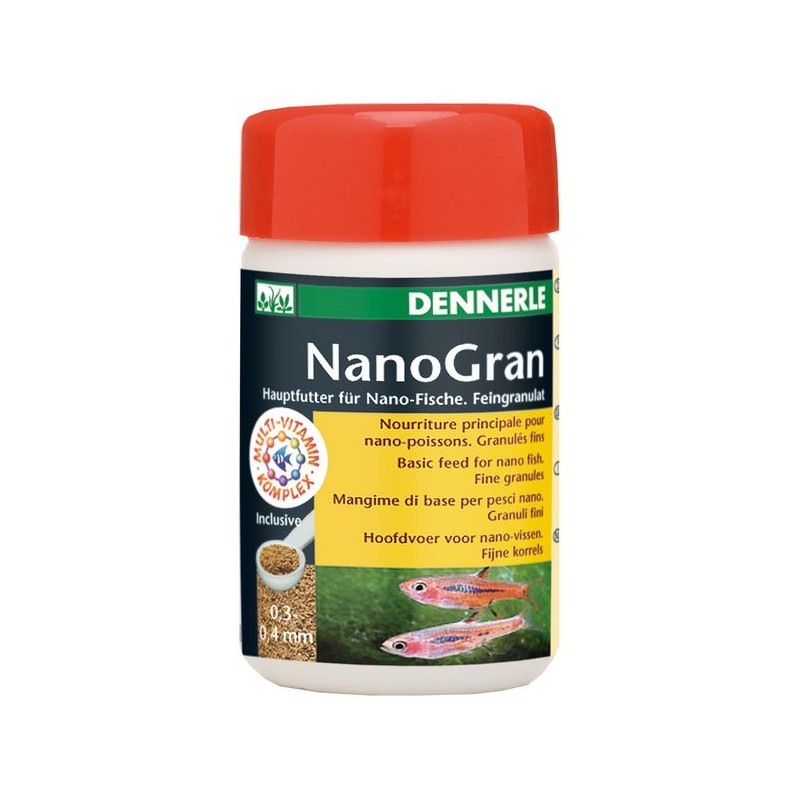 DENNERLE
NanoGran
Hauptfutter für Nano-Fische. Feingranulat
Nourriture principale pour
nano-poissons. Granulés fins
Basic feed for nano fish.
Fine granules
Mangime di base per pesci nano.
Granuli fini
Hoofdvoer voor nano-vissen.
Fijne korrels
MULTI-VITAMIN
KOMPLEX
Inclusive
0,3-
0,4 mm